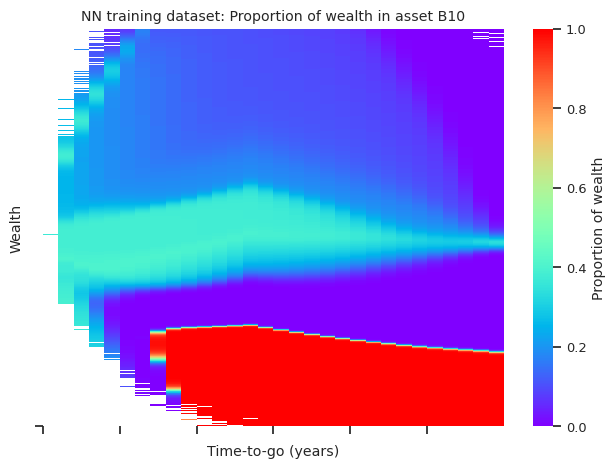 NN training dataset: Proportion of wealth in asset B10
1.0
0.8
0.6
0.4
0.2
0.0
Proportion of wealth
Wealth
Time-to-go (years)